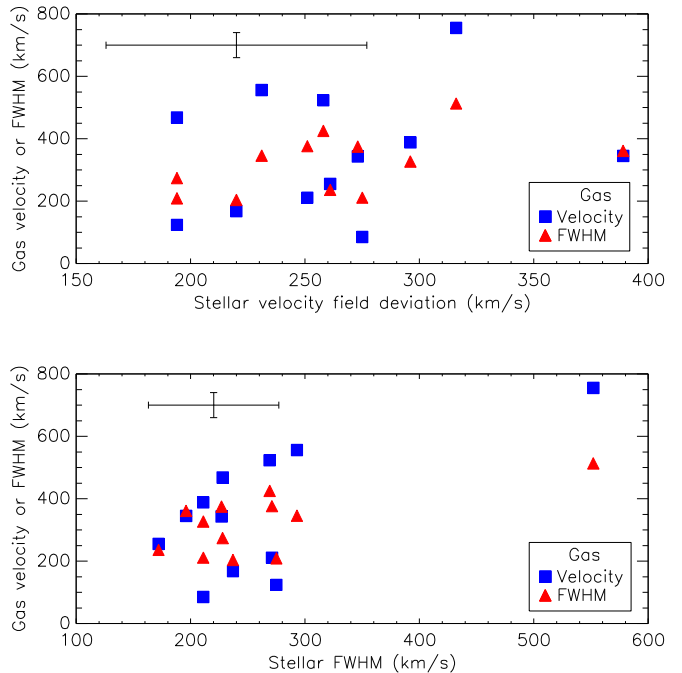 800
600
400
200
0
Gas velocity or FWHM (km/s)
Gas
Velocity
FWHM
150 200 250 300 350 400
Stellar velocity field deviation (km/s)
800
600
400
200
0
Gas velocity or FWHM (km/s)
Gas
Velocity
FWHM
100 200 300 400 500 600
Stellar FWHM (km/s)